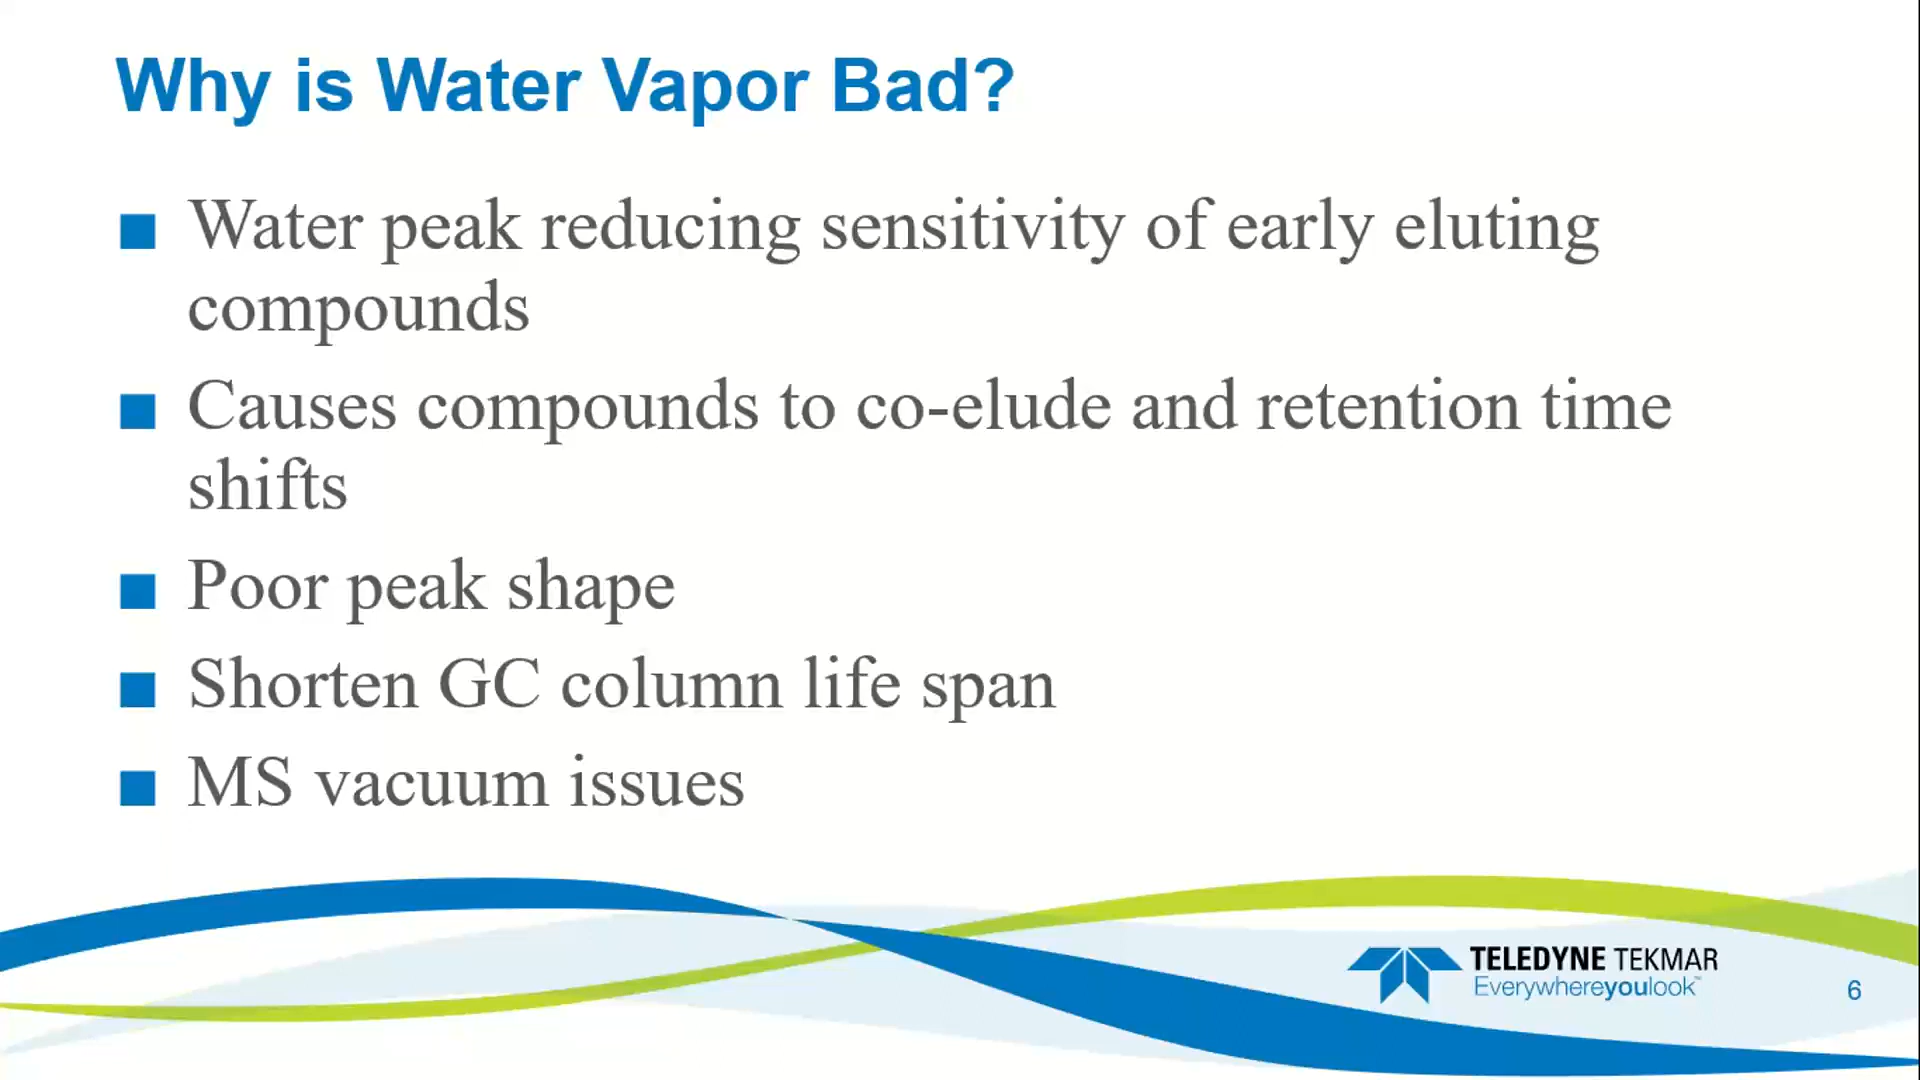 Why is Water Vapor Bad?
■ Water peak reducing sensitivity of early eluting
compounds
■ Causes compounds to co-elude and retention time
shifts
■ Poor peak shape
■ Shorten GC column life span
■ MS vacuum issues
TELEDYNE TEKMAR
Everywhereyoulook™
6